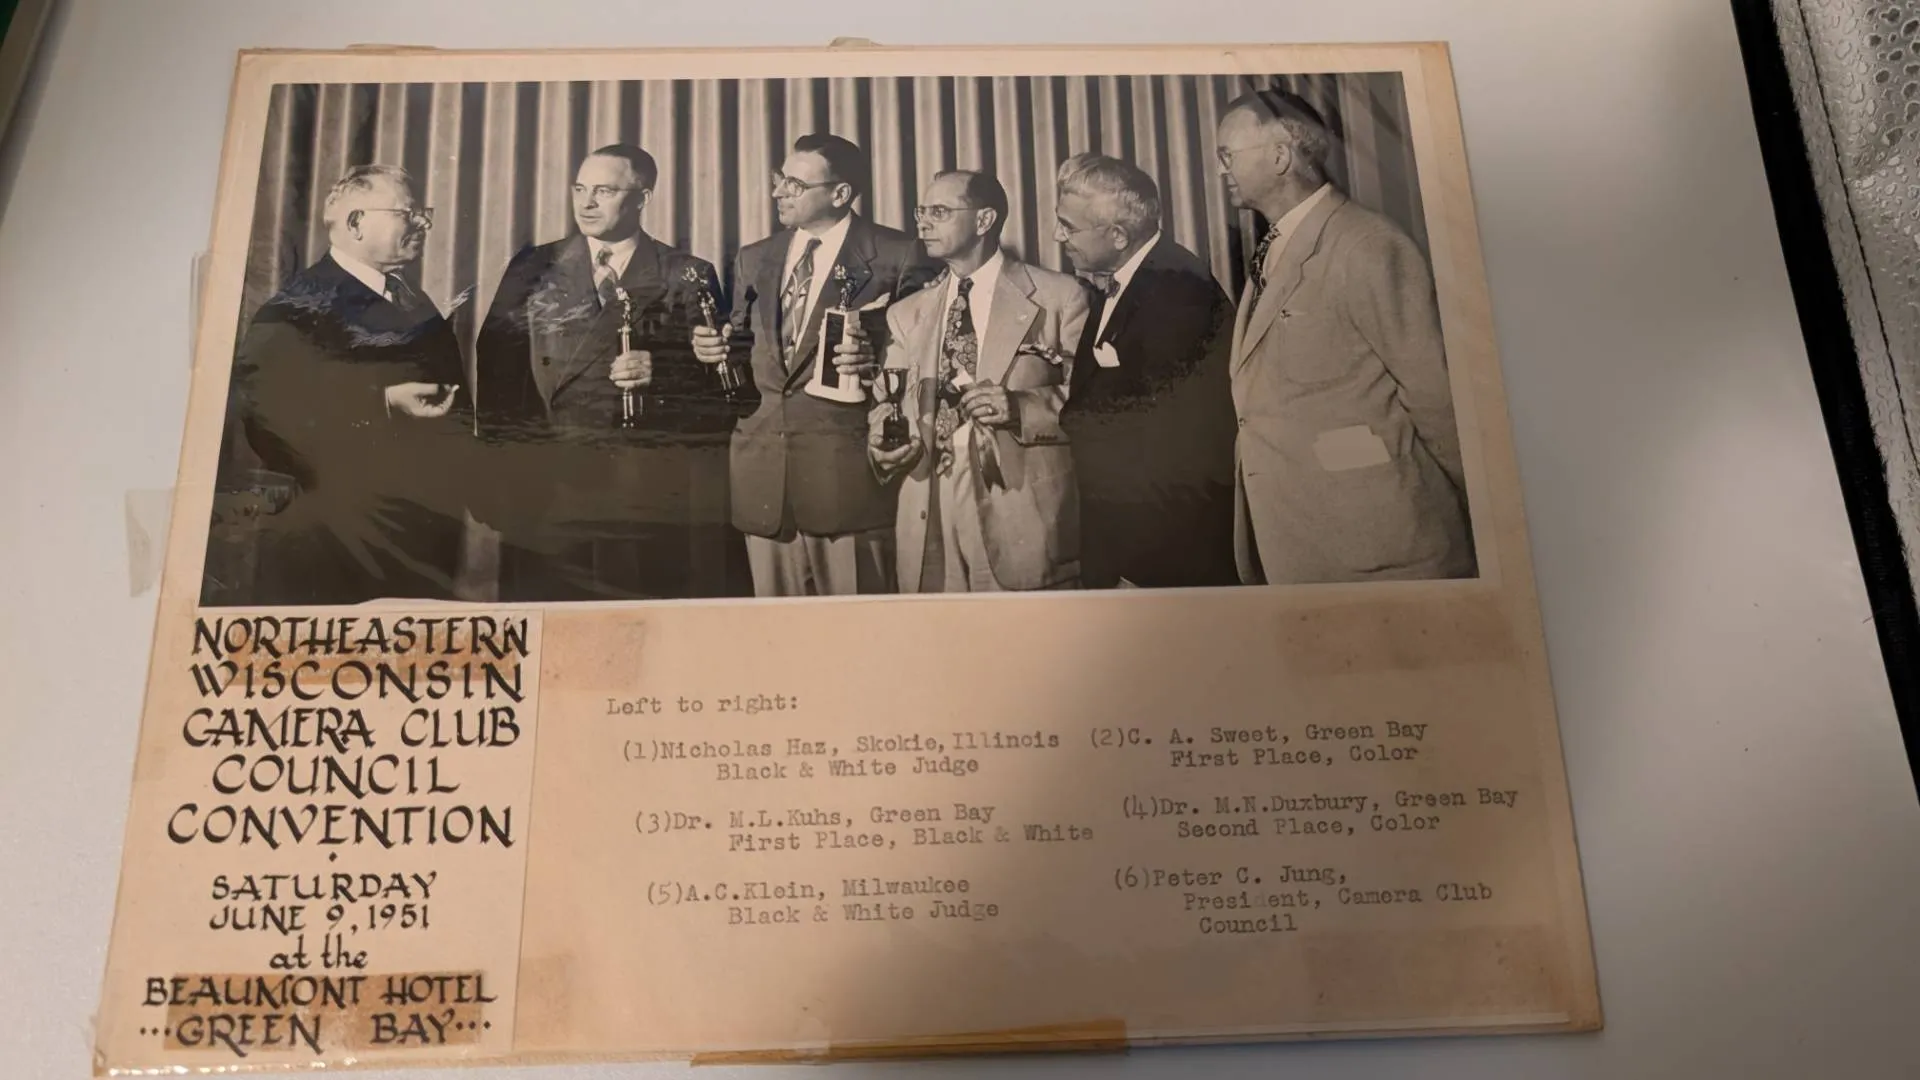 NORTHEASTERN
WISCONSIN
CAMERA CLUB
COUNCIL
CONVENTION
SATURDAY
JUNE 9, 1951
at the
BEAUMONT HOTEL
...GREEN BAY...
Left to right:
(1)Nicholas Haz, Skokie, Illinois
Black & White Judge
(2)C. A. Sweet, Green Bay
First Place, Color
(3)Dr. M.L.Kuhs, Green Bay
First Place, Black & White
(4)Dr. M.N.Duxbury, Green Bay
Second Place, Color
(5)A.C.Klein, Milwaukee
Black & White Judge
(6)Peter C. Jung,
President, Camera Club
Council